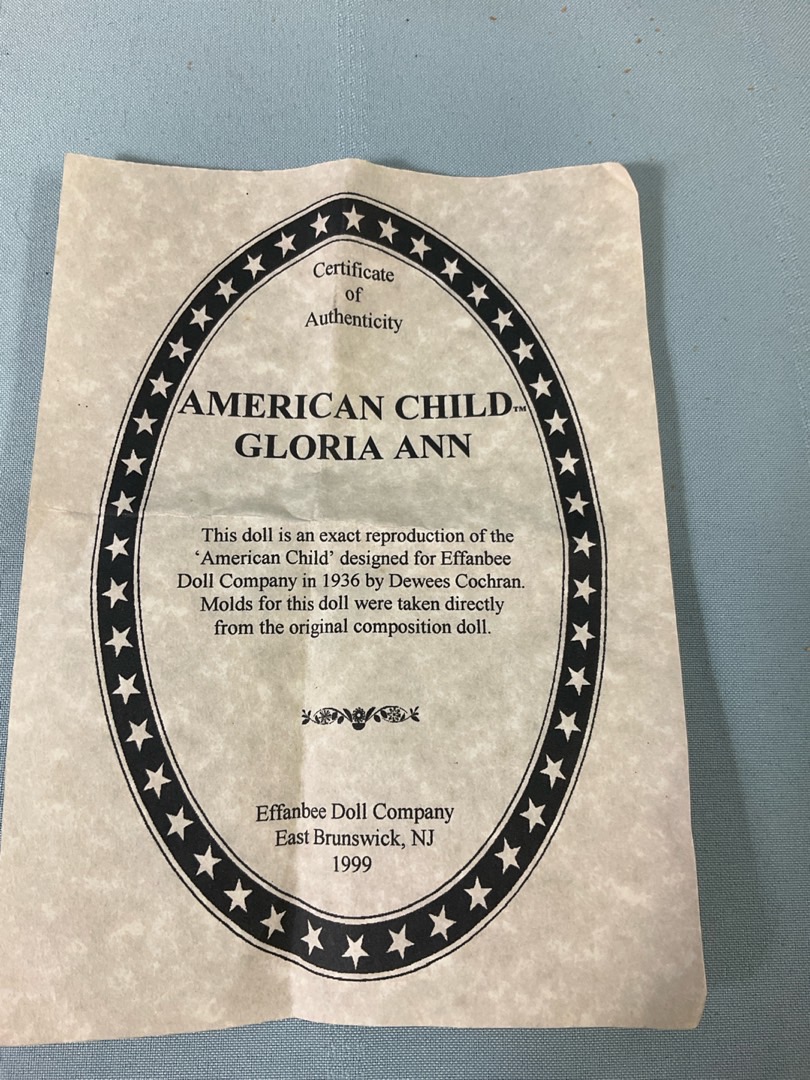 Certificate
of
Authenticity
AMERICAN CHILD™
GLORIA ANN
This doll is an exact reproduction of the
‘American Child’ designed for Effanbee
Doll Company in 1936 by Dewees Cochran.
Molds for this doll were taken directly
from the original composition doll.
Effanbee Doll Company
East Brunswick, NJ
1999